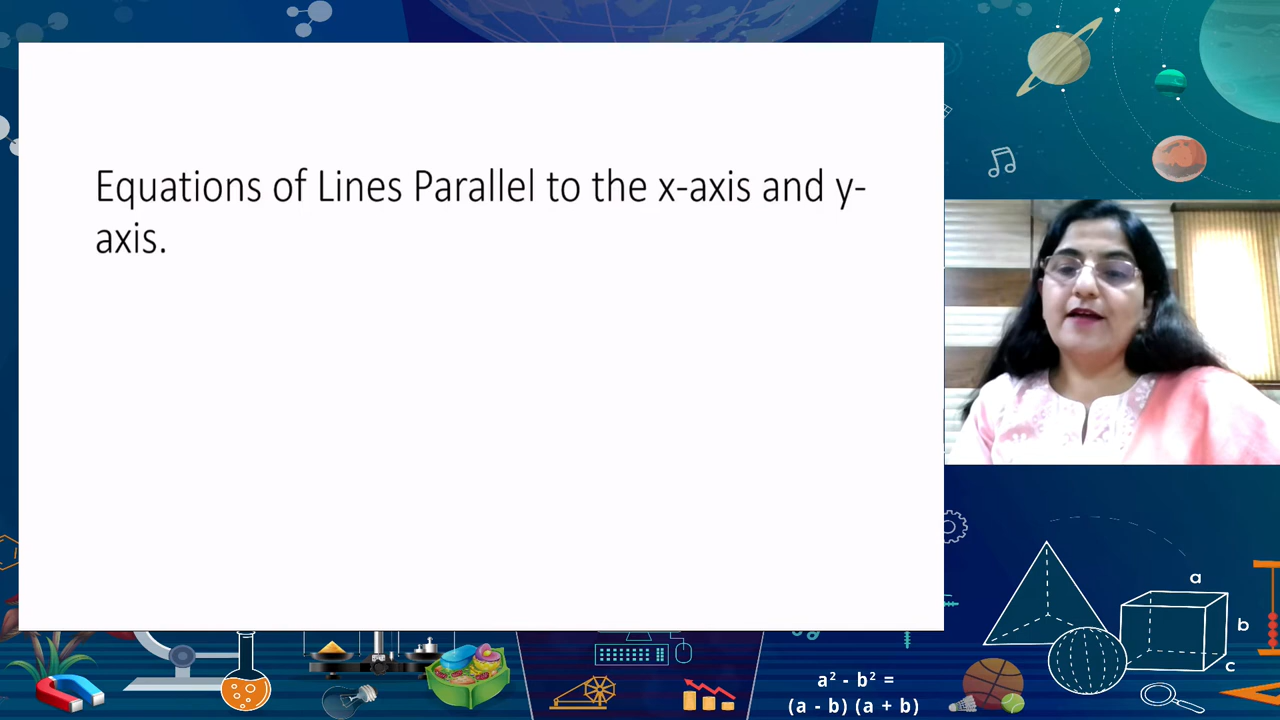 Equations of Lines Parallel to the x-axis and y-
axis.
a
b
c
a² - b² =
(a - b) (a + b)